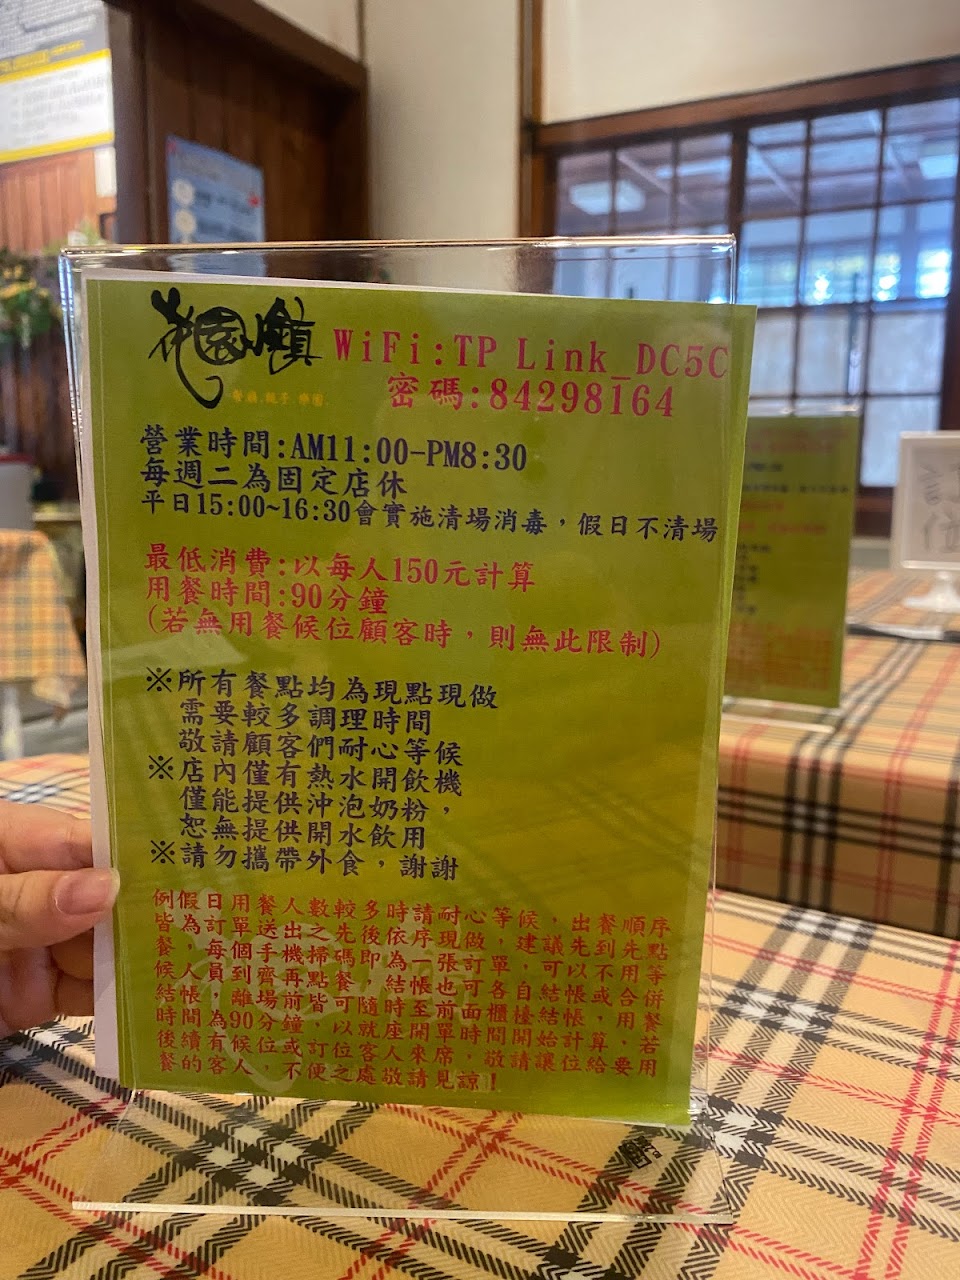 花園小鎮
WiFi:TP Link_DC5C
密碼:84298164
營業時間:AM11:00-PM8:30
每週二為固定店休
平日15:00~16:30會實施清場消毒，假日不清場
最低消費:以每人150元計算
用餐時間:90分鐘
(若無用餐候位顧客時，則無此限制)
※所有餐點均為現點現做
需要較多調理時間
敬請顧客們耐心等候
※店內僅有熱水開飲機
僅能提供沖泡奶粉，
恕無提供開水飲用
※請勿攜帶外食，謝謝
例假日用餐人數較多時請耐心等候，出餐順序
皆為訂單送出之先後依序現做，建議先到先點
餐，每個手機掃碼即為一張訂單，可以不用等
候人員到齊再點餐，結帳也可各自結帳或合併
結帳，離場前皆可隨時至前面櫃檯結帳，用餐
時間為90分鐘，以就座開單時間開始計算，若
後續有候位或訂位客人來席，敬請讓位給要用
餐的客人，不便之處敬請見諒！